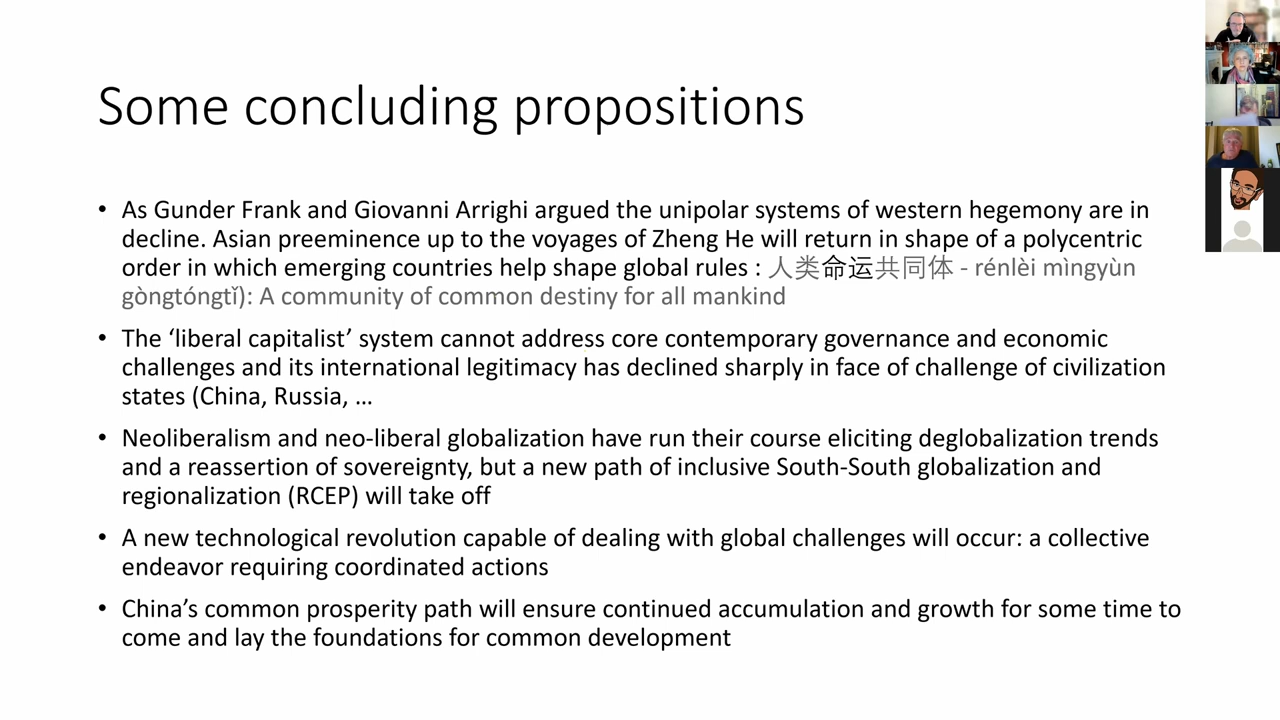 Some concluding propositions
• As Gunder Frank and Giovanni Arrighi argued the unipolar systems of western hegemony are in
decline. Asian preeminence up to the voyages of Zheng He will return in shape of a polycentric
order in which emerging countries help shape global rules : 人类命运共同体 - rénlèi mìngyùn
gòngtóngtǐ): A community of common destiny for all mankind
• The ‘liberal capitalist’ system cannot address core contemporary governance and economic
challenges and its international legitimacy has declined sharply in face of challenge of civilization
states (China, Russia, ...
• Neoliberalism and neo-liberal globalization have run their course eliciting deglobalization trends
and a reassertion of sovereignty, but a new path of inclusive South-South globalization and
regionalization (RCEP) will take off
• A new technological revolution capable of dealing with global challenges will occur: a collective
endeavor requiring coordinated actions
• China’s common prosperity path will ensure continued accumulation and growth for some time to
come and lay the foundations for common development